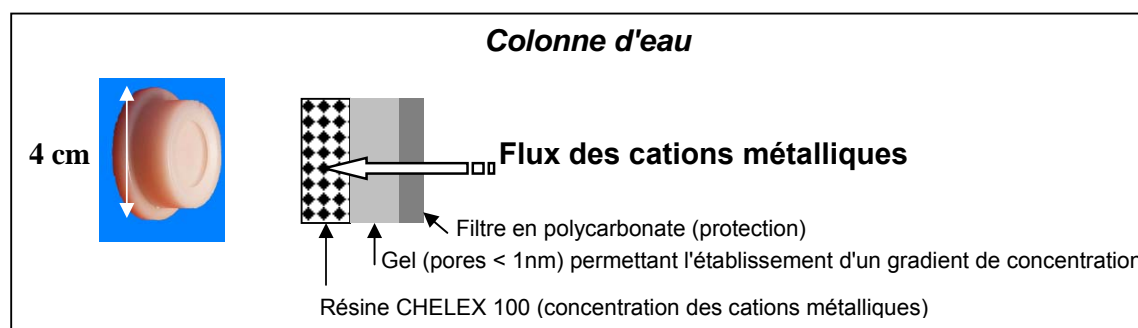 Colonne d'eau
4 cm
Flux des cations métalliques
Filtre en polycarbonate (protection)
Gel (pores < 1nm) permettant l'établissement d'un gradient de concentration
Résine CHELEX 100 (concentration des cations métalliques)